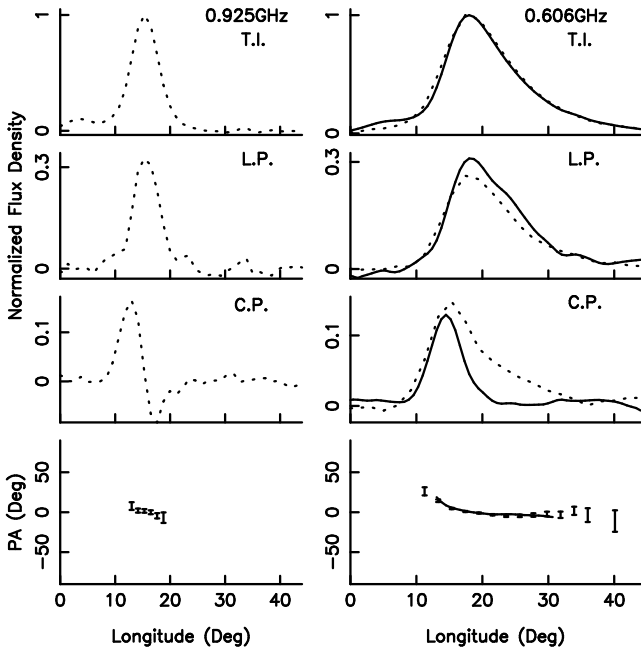 0.925GHz
T.I.
0.606GHz
T.I.
1
0
1
0
L.P.
L.P.
0.3
0
0.3
0
Normalized Flux Density
C.P.
C.P.
0.1
0
0.1
0
50
0
−50
50
0
−50
PA (Deg)
0 10 20 30 40
0 10 20 30 40
Longitude (Deg)
Longitude (Deg)